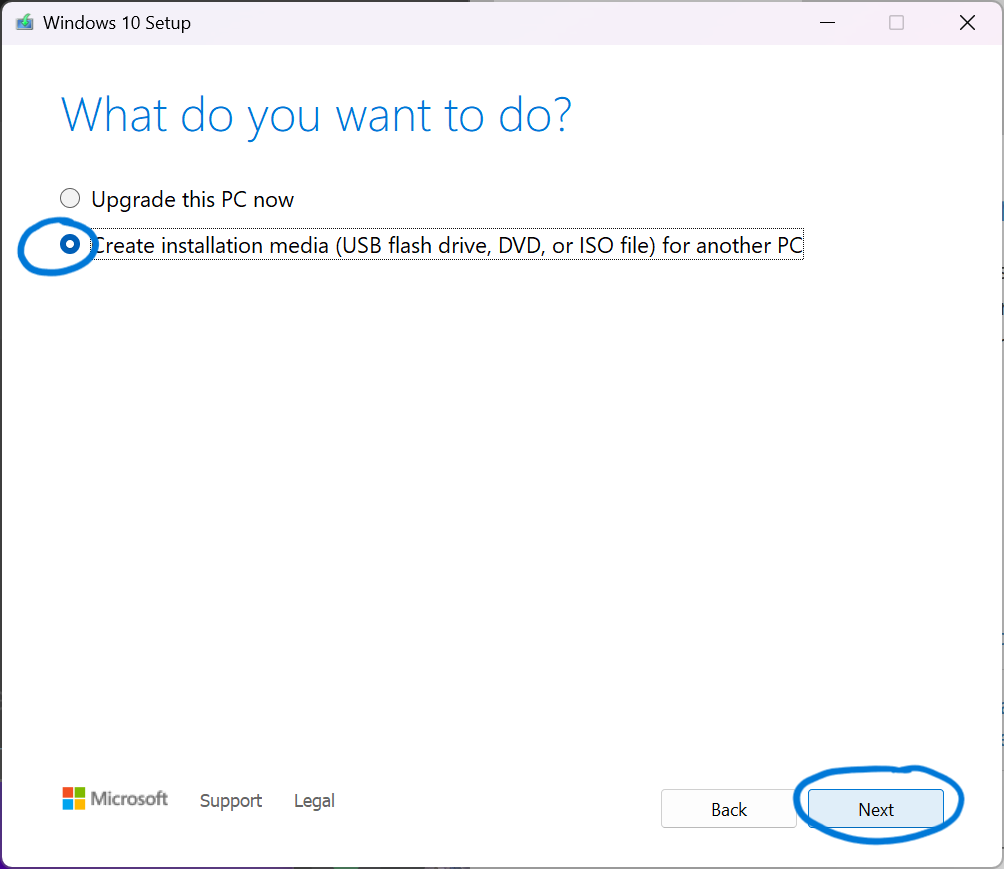 Windows 10 Setup
What do you want to do?
Upgrade this PC now
Create installation media (USB flash drive, DVD, or ISO file) for another PC
Microsoft Support Legal Back Next